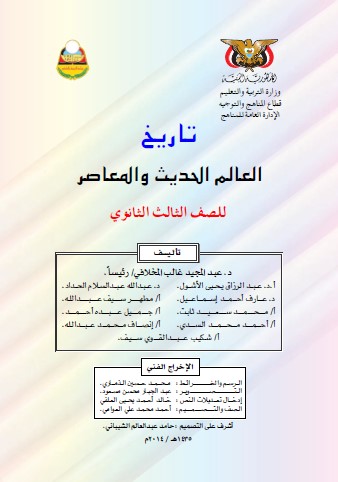 الجمهورية اليمنية
وزارة التربية والتعليم
قطاع المناهج والتوجيه
الإدارة العامة للمناهج
تاريخ
العالم الحديث والمعاصر
للصف الثالث الثانوي
تأليف
د. عبد المجيد غالب المخلافي/ رئيساً.
أ.د. عبد الرزاق يحيى الأشول. د. عبدالله عبدالسلام الحداد.
د. عارف أحمد إسماعيل. أ/ مطهر سيف عبدالله.
أ/ محمد سعيد ثابت. أ/ جميل عبده أحمد.
أ/ أحمد محمد السدي. أ/ إنصاف محمد عبدالله.
أ/ شكيب عبدالقوي سيف.
الإخراج الفني
الرسم والخرائط : محمد حسين الذماري.
التصوير : عبد الجبار محسن مسعود.
إدخال تعديلات النص : خالد أحمد يحيى العلفي
الصف والتصميم : أحمد محمد علي العوامي.
أشرف على التصميم : حامد عبدالعالم الشيباني.
١٤٣٥هـ / ٢٠١٤م